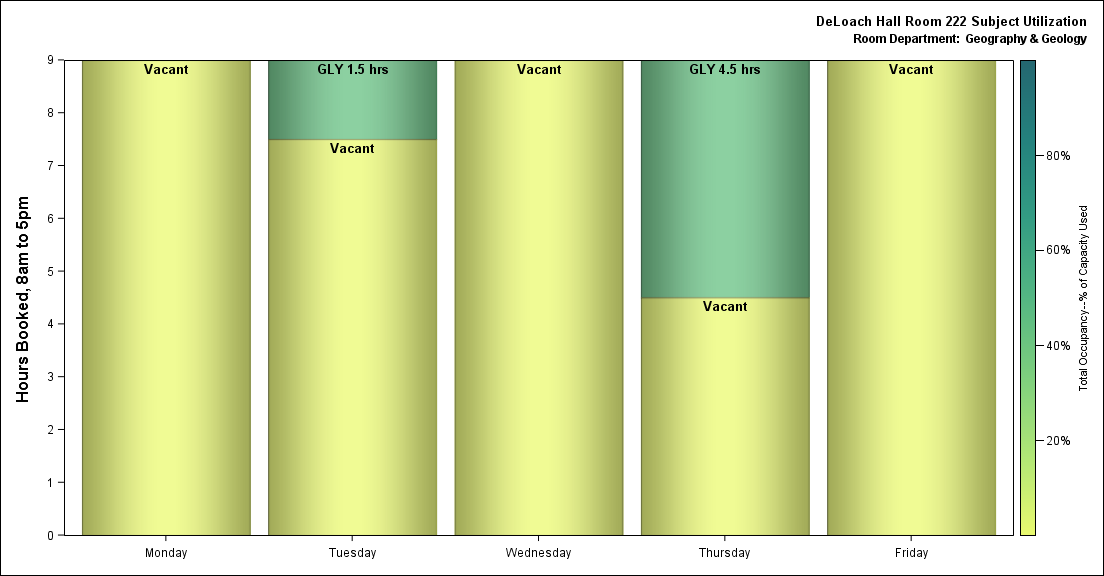 DeLoach Hall Room 222 Subject Utilization
Room Department: Geography & Geology
Hours Booked, 8am to 5pm
9
8
7
6
5
4
3
2
1
0
Vacant
GLY 1.5 hrs
Vacant
Vacant
GLY 4.5 hrs
Vacant
Vacant
Monday
Tuesday
Wednesday
Thursday
Friday
80%
60%
40%
20%
Total Occupancy--% of Capacity Used